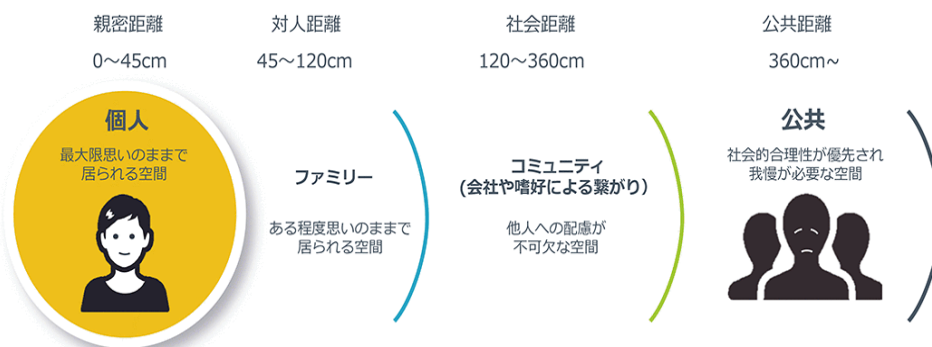 親密距離
0～45cm
対人距離
45～120cm
社会距離
120～360cm
公共距離
360cm~
個人
最大限思いのままで
居られる空間
ファミリー
ある程度思いのままで
居られる空間
コミュニティ
(会社や嗜好による繋がり）
他人への配慮が
不可欠な空間
公共
社会的合理性が優先され
我慢が必要な空間